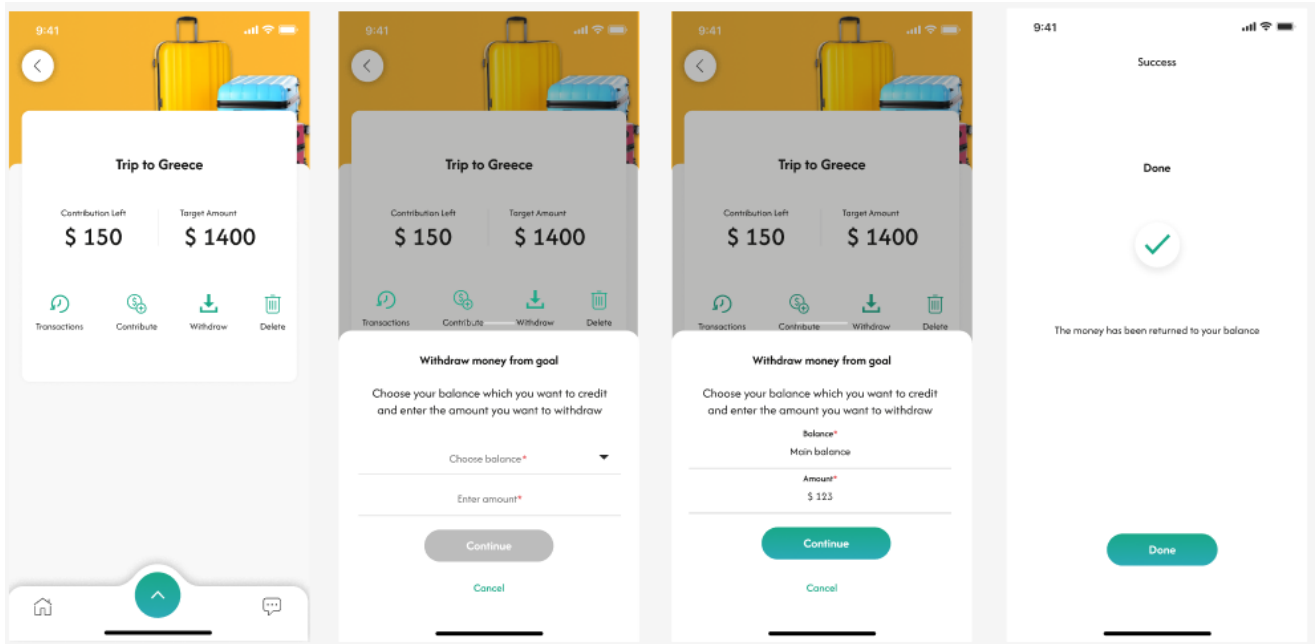 9:41
Trip to Greece
Contribution Left
Target Amount
$ 150
$ 1400
Transactions
Contribute
Withdraw
Delete
9:41
Trip to Greece
Contribution Left
Target Amount
$ 150
$ 1400
Transactions
Contribute
Withdraw
Delete
Withdraw money from goal
Choose your balance which you want to credit
and enter the amount you want to withdraw
Choose balance*
Enter amount*
Continue
Cancel
9:41
Trip to Greece
Contribution Left
Target Amount
$ 150
$ 1400
Transactions
Contribute
Withdraw
Delete
Withdraw money from goal
Choose your balance which you want to credit
and enter the amount you want to withdraw
Balance*
Main balance
Amount*
$ 123
Continue
Cancel
9:41
Success
Done
The money has been returned to your balance
Done